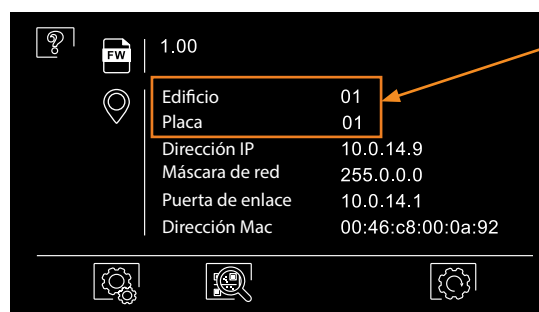 ?
FW 1.00
Edificio 01
Placa 01
Dirección IP 10.0.14.9
Máscara de red 255.0.0.0
Puerta de enlace 10.0.14.1
Dirección Mac 00:46:c8:00:0a:92